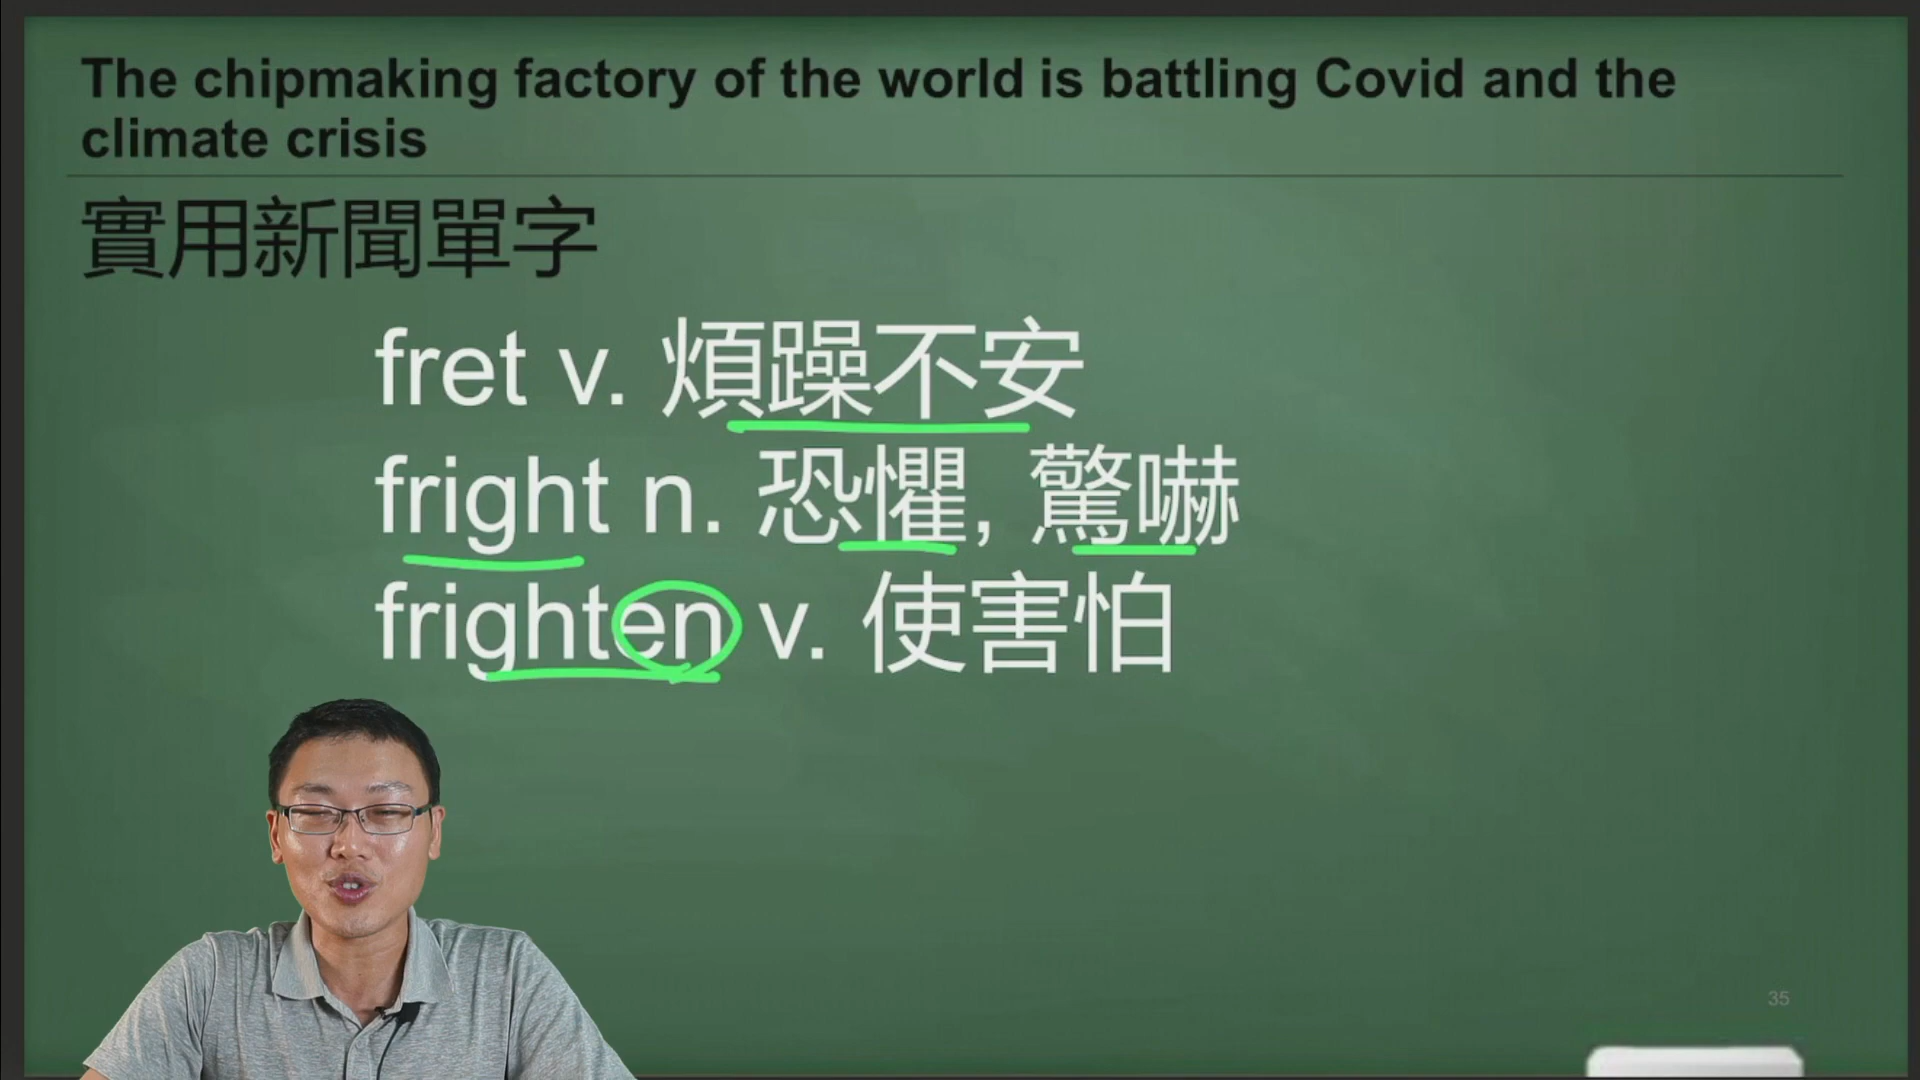 The chipmaking factory of the world is battling Covid and the
climate crisis
實用新聞單字
fret v. 煩躁不安
fright n. 恐懼, 驚嚇
frighten v. 使害怕
35